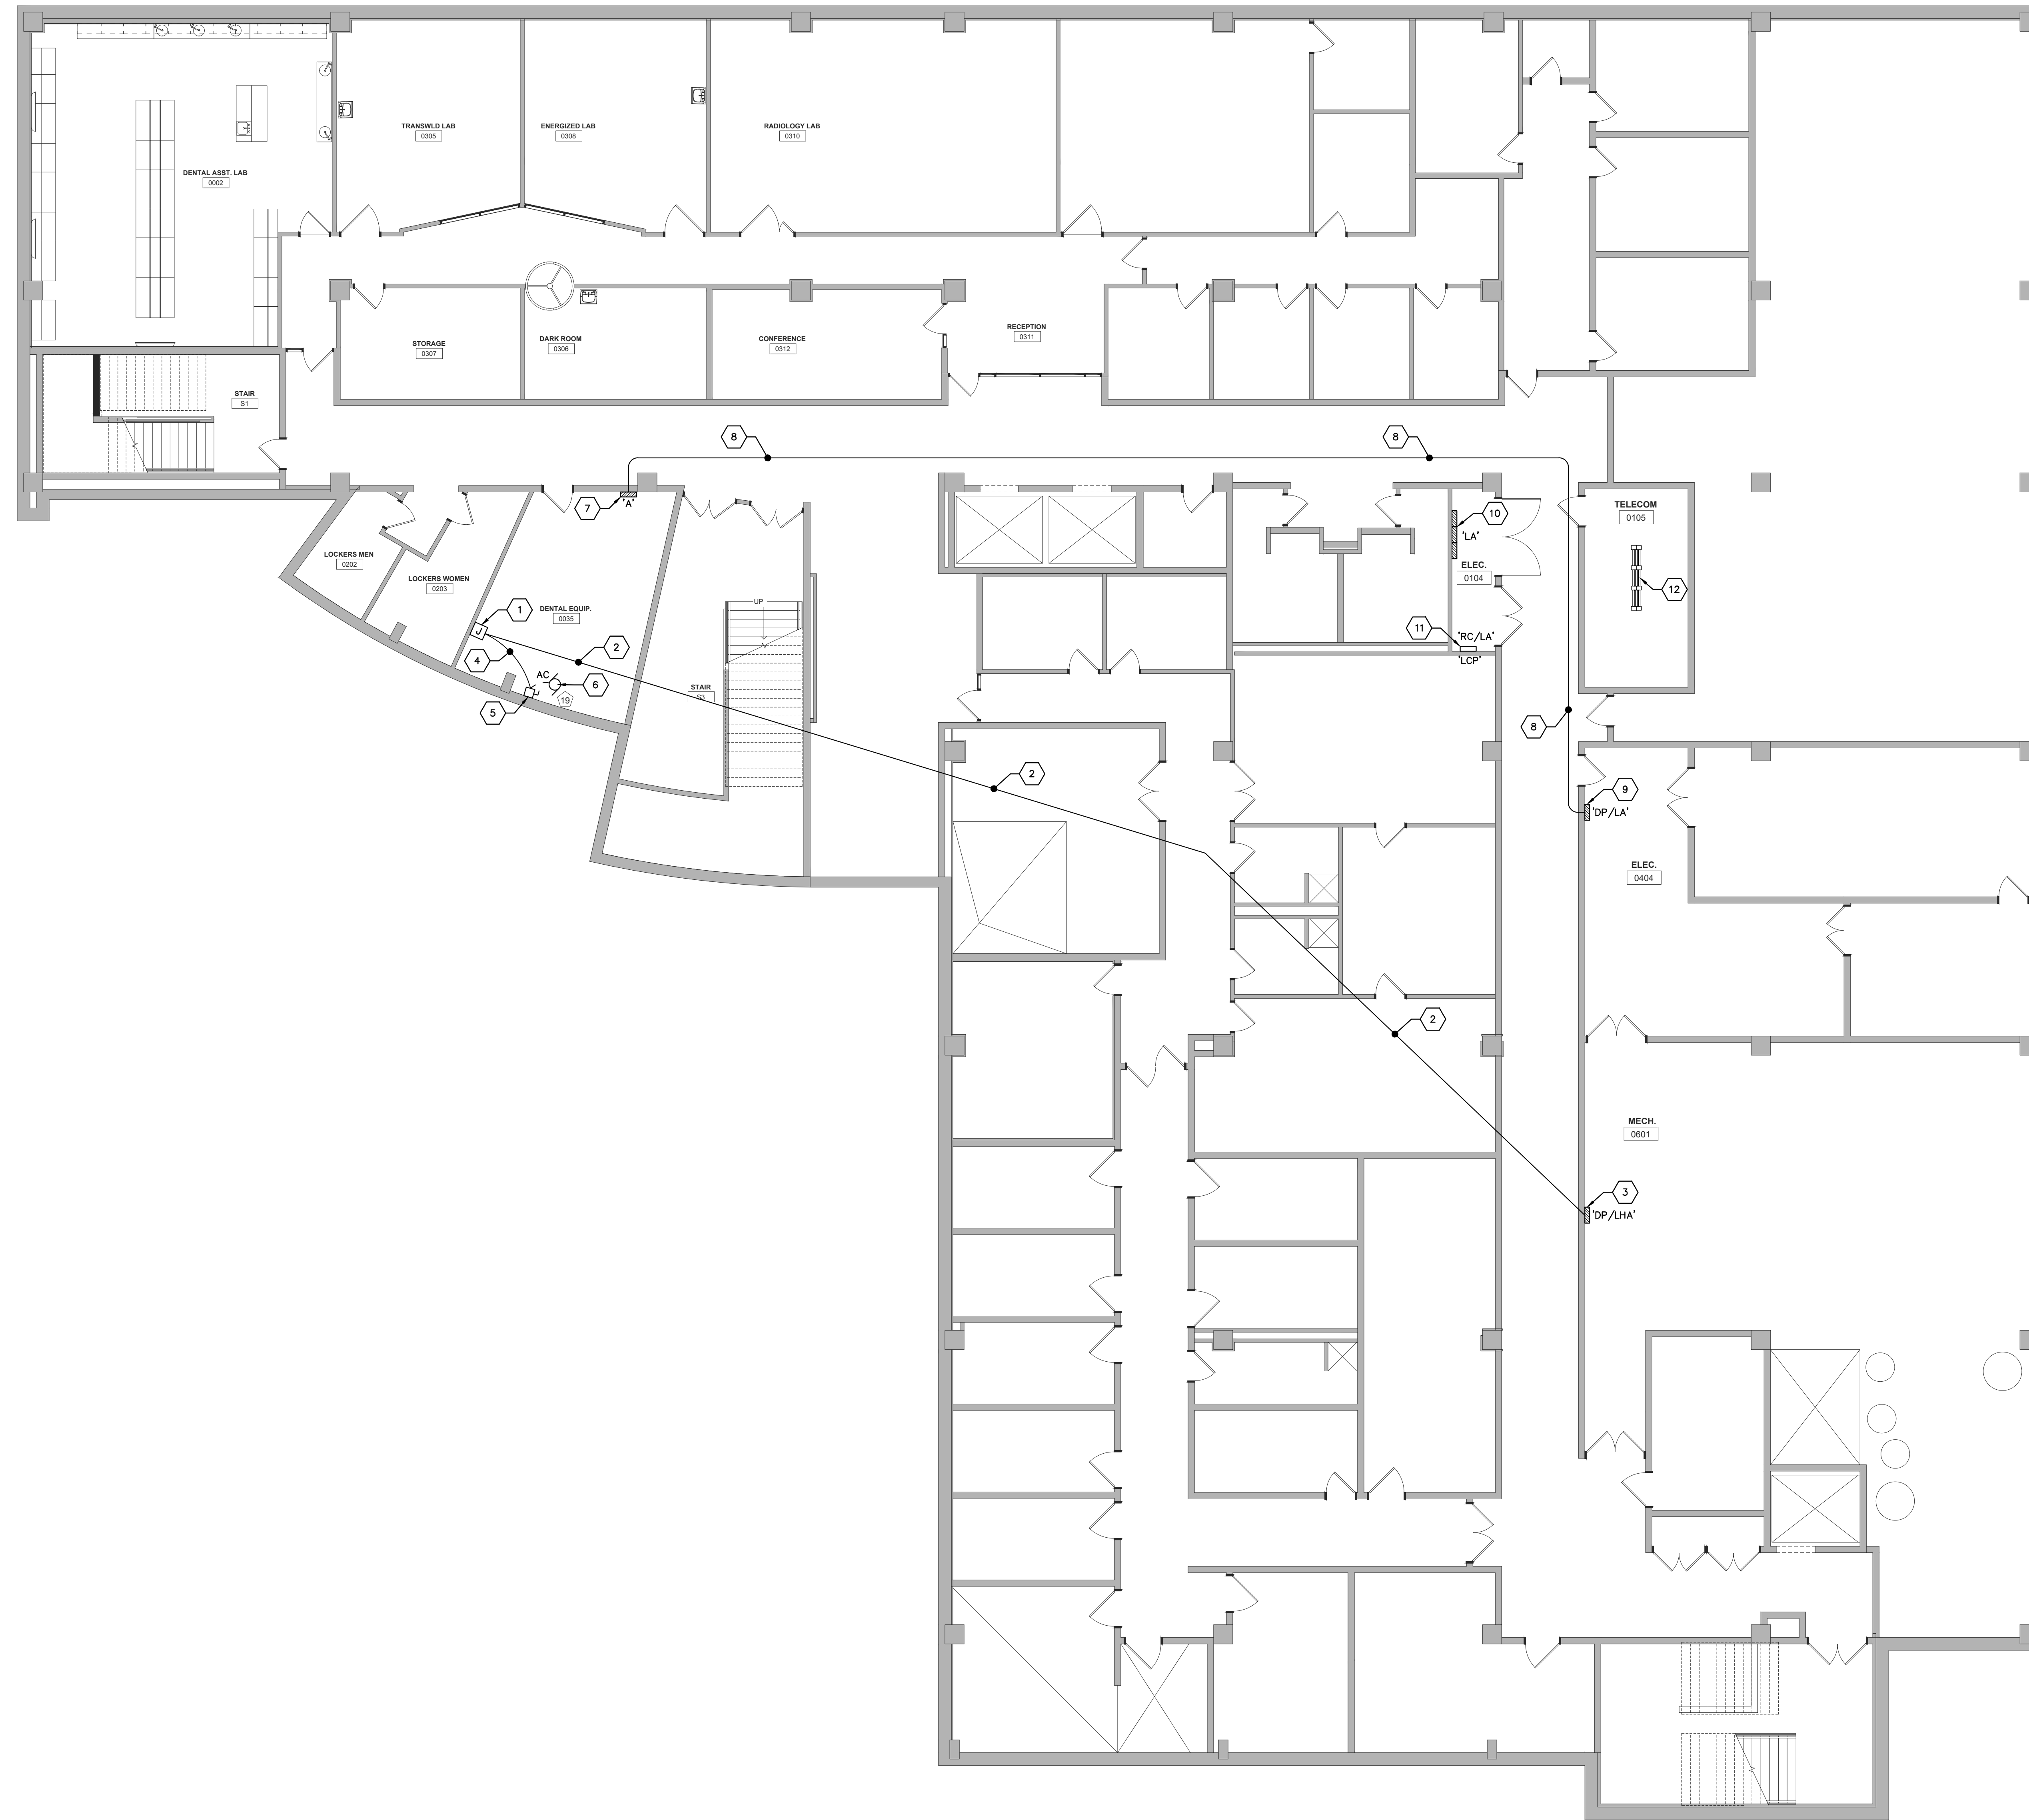 TRANSWLD LAB
0305
ENERGIZED LAB
0308
RADIOLOGY LAB
0310
DENTAL ASST. LAB
0002
STORAGE
0307
DARK ROOM
0306
CONFERENCE
0312
RECEPTION
0311
STAIR
S1
8
8
7
'A'
10
'LA'
TELECOM
0105
LOCKERS MEN
0202
LOCKERS WOMEN
0203
ELEC.
0104
12
1
DENTAL EQUIP.
0035
UP
J
2
11
'RC/LA'
'LCP'
4
AC
6
J
19
5
STAIR
S3
8
2
9
'DP/LA'
ELEC.
0404
2
MECH.
0601
3
'DP/LHA'